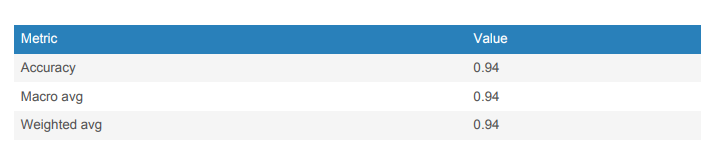 Metric Value
Accuracy 0.94
Macro avg 0.94
Weighted avg 0.94